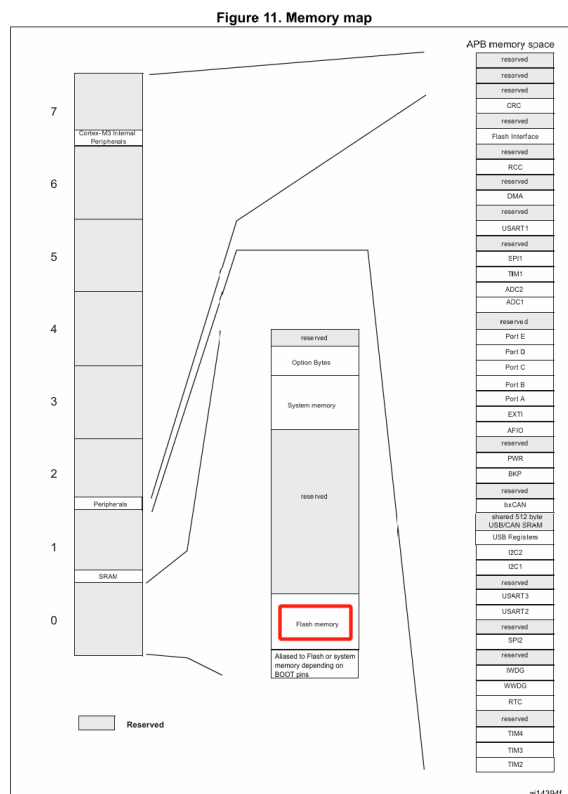 Figure 11. Memory map
APB memory space
7
Cortex-M3 Internal
Peripherals
6
5
4
3
2
Peripherals
1
SRAM
0
Reserved
reserved
Option Bytes
System memory
reserved
Flash memory
Aliased to Flash or system
memory depending on
BOOT pins
reserved
reserved
reserved
CRC
reserved
Flash Interface
reserved
RCC
reserved
DMA
reserved
USART1
reserved
SPI1
TIM1
ADC2
ADC1
reserved
Port E
Port D
Port C
Port B
Port A
EXTI
AFIO
reserved
PWR
BKP
reserved
bxCAN
shared 512 byte
USB/CAN SRAM
USB Registers
I2C2
I2C1
reserved
USART3
USART2
reserved
SPI2
reserved
IWDG
WWDG
RTC
reserved
TIM4
TIM3
TIM2
ai14394f